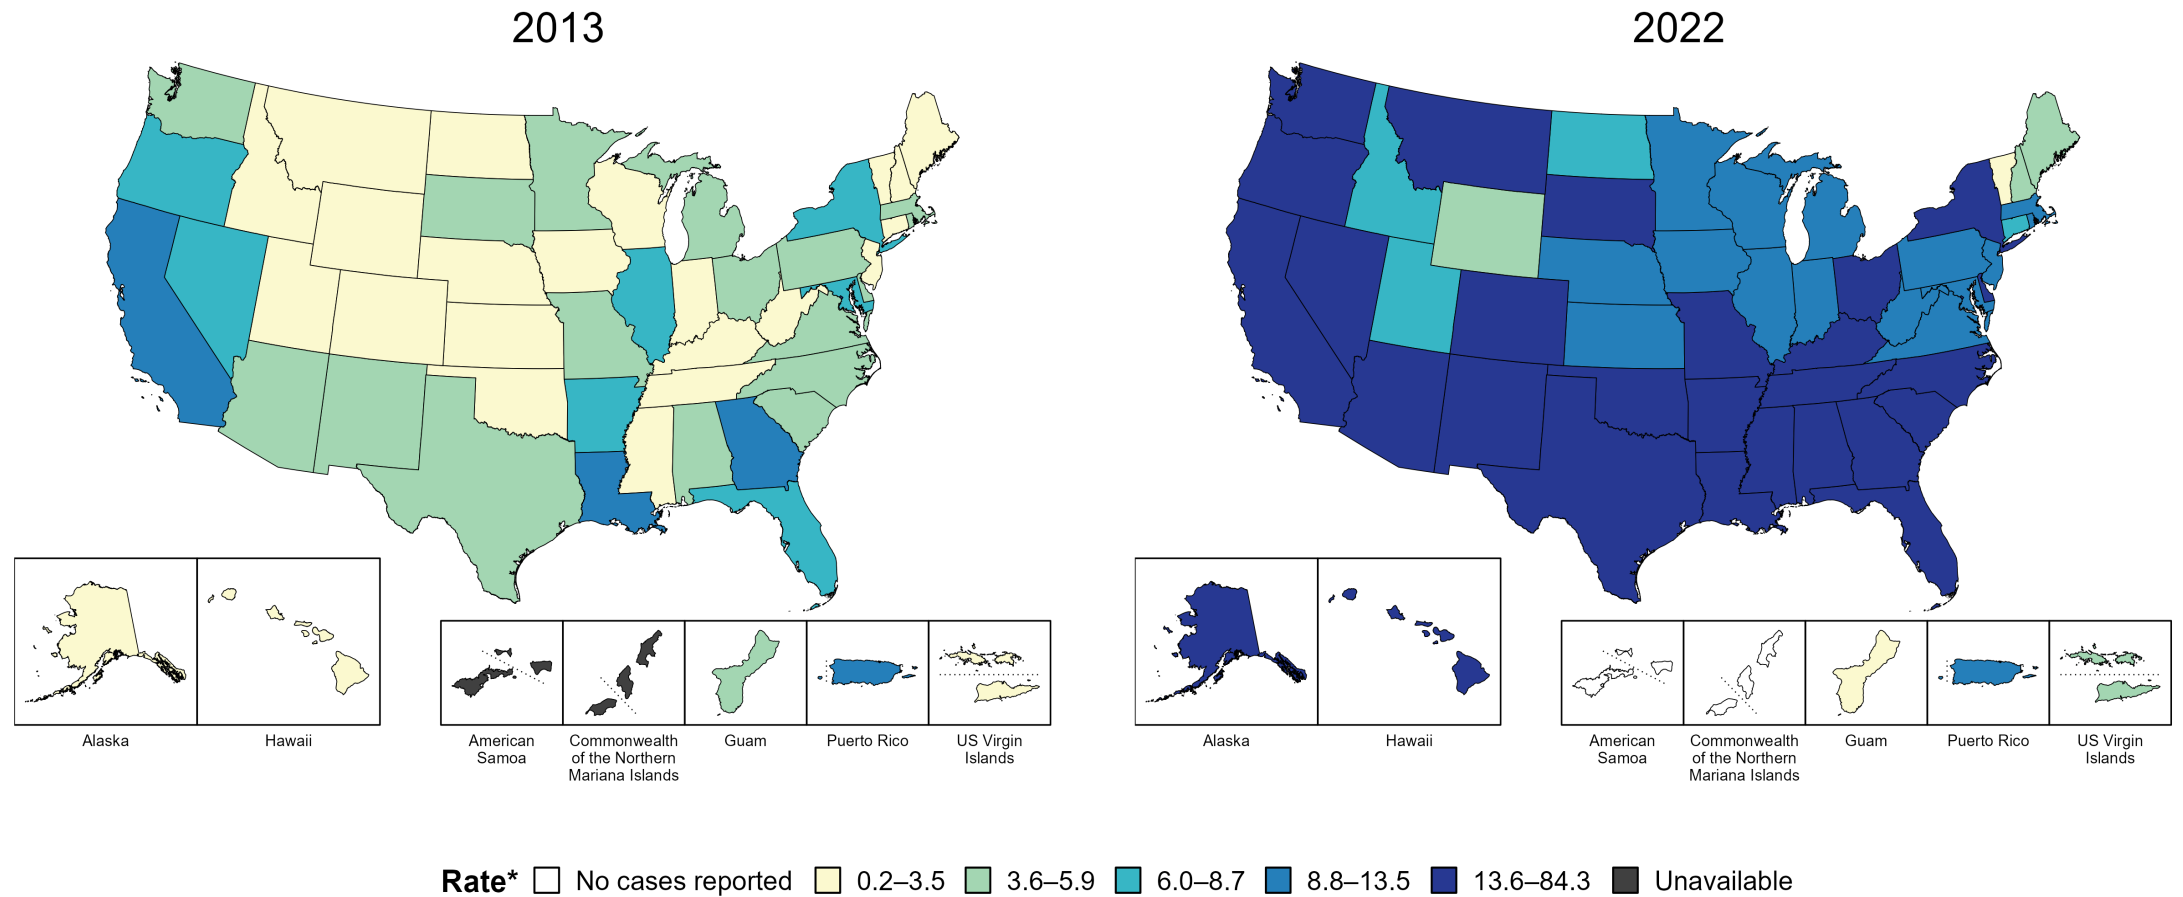 2013
2022
Alaska
Hawaii
American
Samoa
Commonwealth
of the Northern
Mariana Islands
Guam
Puerto Rico
US Virgin
Islands
Alaska
Hawaii
American
Samoa
Commonwealth
of the Northern
Mariana Islands
Guam
Puerto Rico
US Virgin
Islands
Rate* No cases reported 0.2–3.5 3.6–5.9 6.0–8.7 8.8–13.5 13.6–84.3 Unavailable